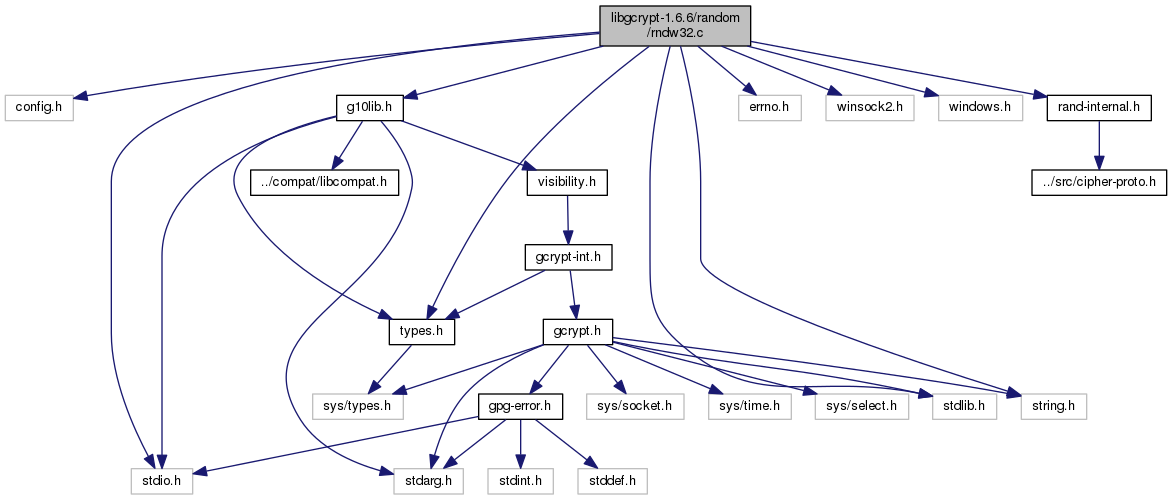 libgcrypt-1.6.6/random
/rndw32.c
config.h
g10lib.h
errno.h
winsock2.h
windows.h
rand-internal.h
../compat/libcompat.h
visibility.h
../src/cipher-proto.h
gcrypt-int.h
types.h
gcrypt.h
sys/types.h
gpg-error.h
sys/socket.h
sys/time.h
sys/select.h
stdlib.h
string.h
stdio.h
stdarg.h
stdint.h
stddef.h